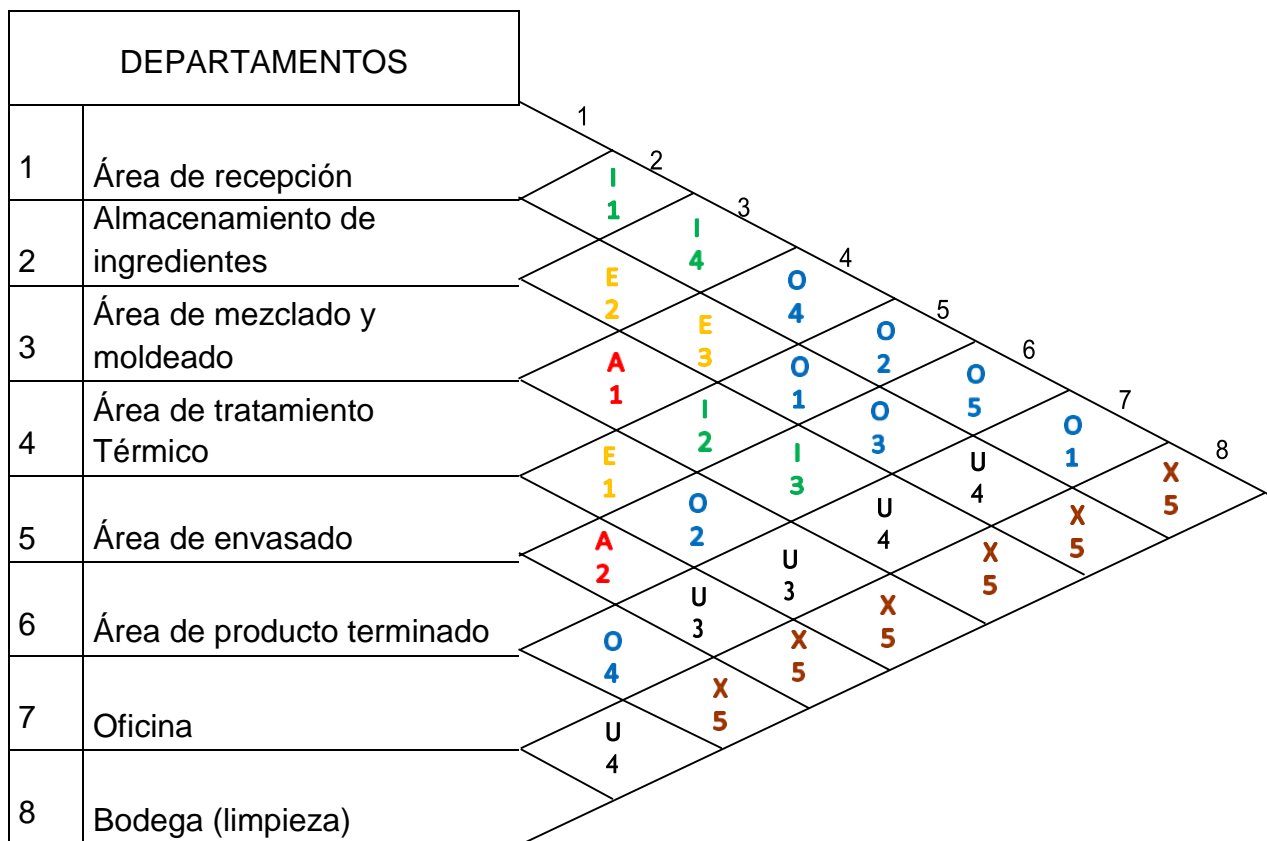 DEPARTAMENTOS
1 Área de recepción
2 Almacenamiento de
ingredientes
3 Área de mezclado y
moldeado
4 Área de tratamiento
Térmico
5 Área de envasado
6 Área de producto terminado
7 Oficina
8 Bodega (limpieza)
1
2
3
4
5
6
7
8
I
1
I
4
O
4
O
2
O
5
O
1
X
5
E
2
E
3
O
1
O
3
U
4
X
5
A
1
I
2
I
3
U
4
X
5
E
1
O
2
U
3
X
5
A
2
U
3
X
5
O
4
X
5
U
4